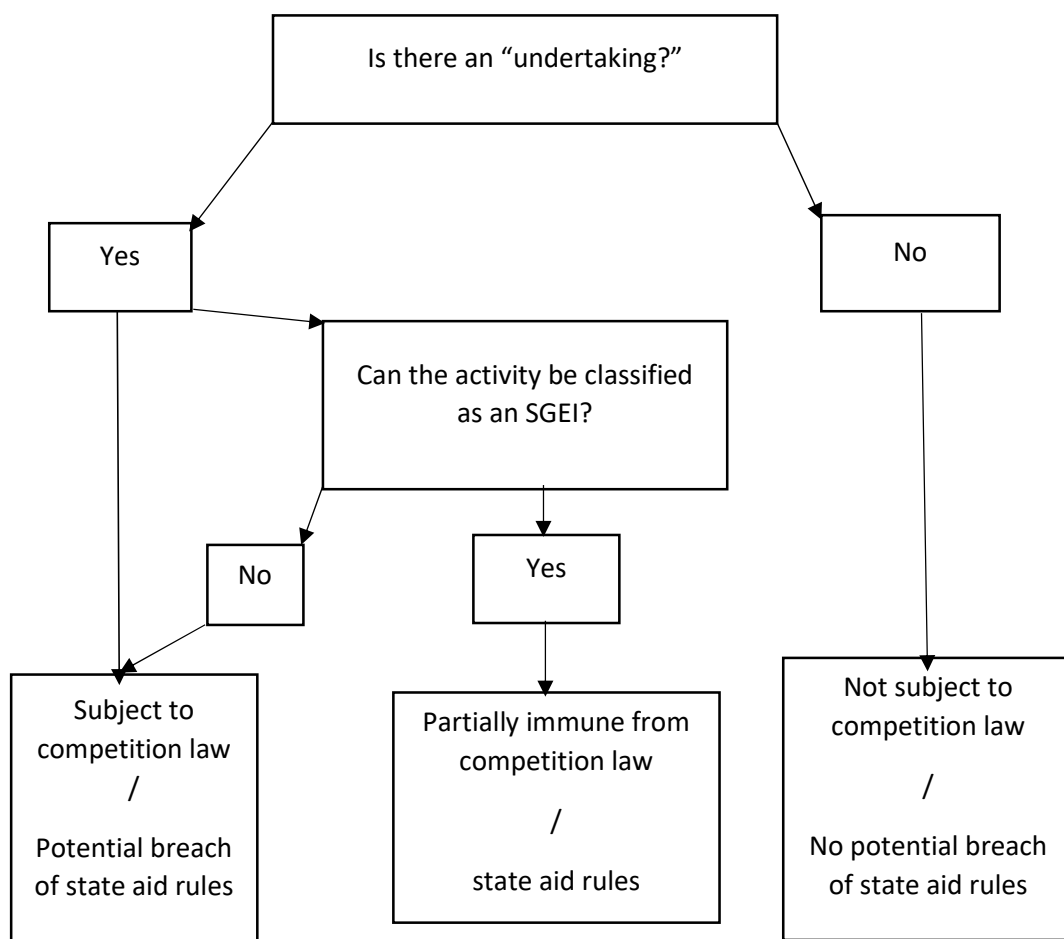 Is there an “undertaking?”
Yes
No
Can the activity be classified
as an SGEI?
No
Yes
Subject to
competition law
/
Potential breach
of state aid rules
Partially immune from
competition law
/
state aid rules
Not subject to
competition law
/
No potential breach
of state aid rules